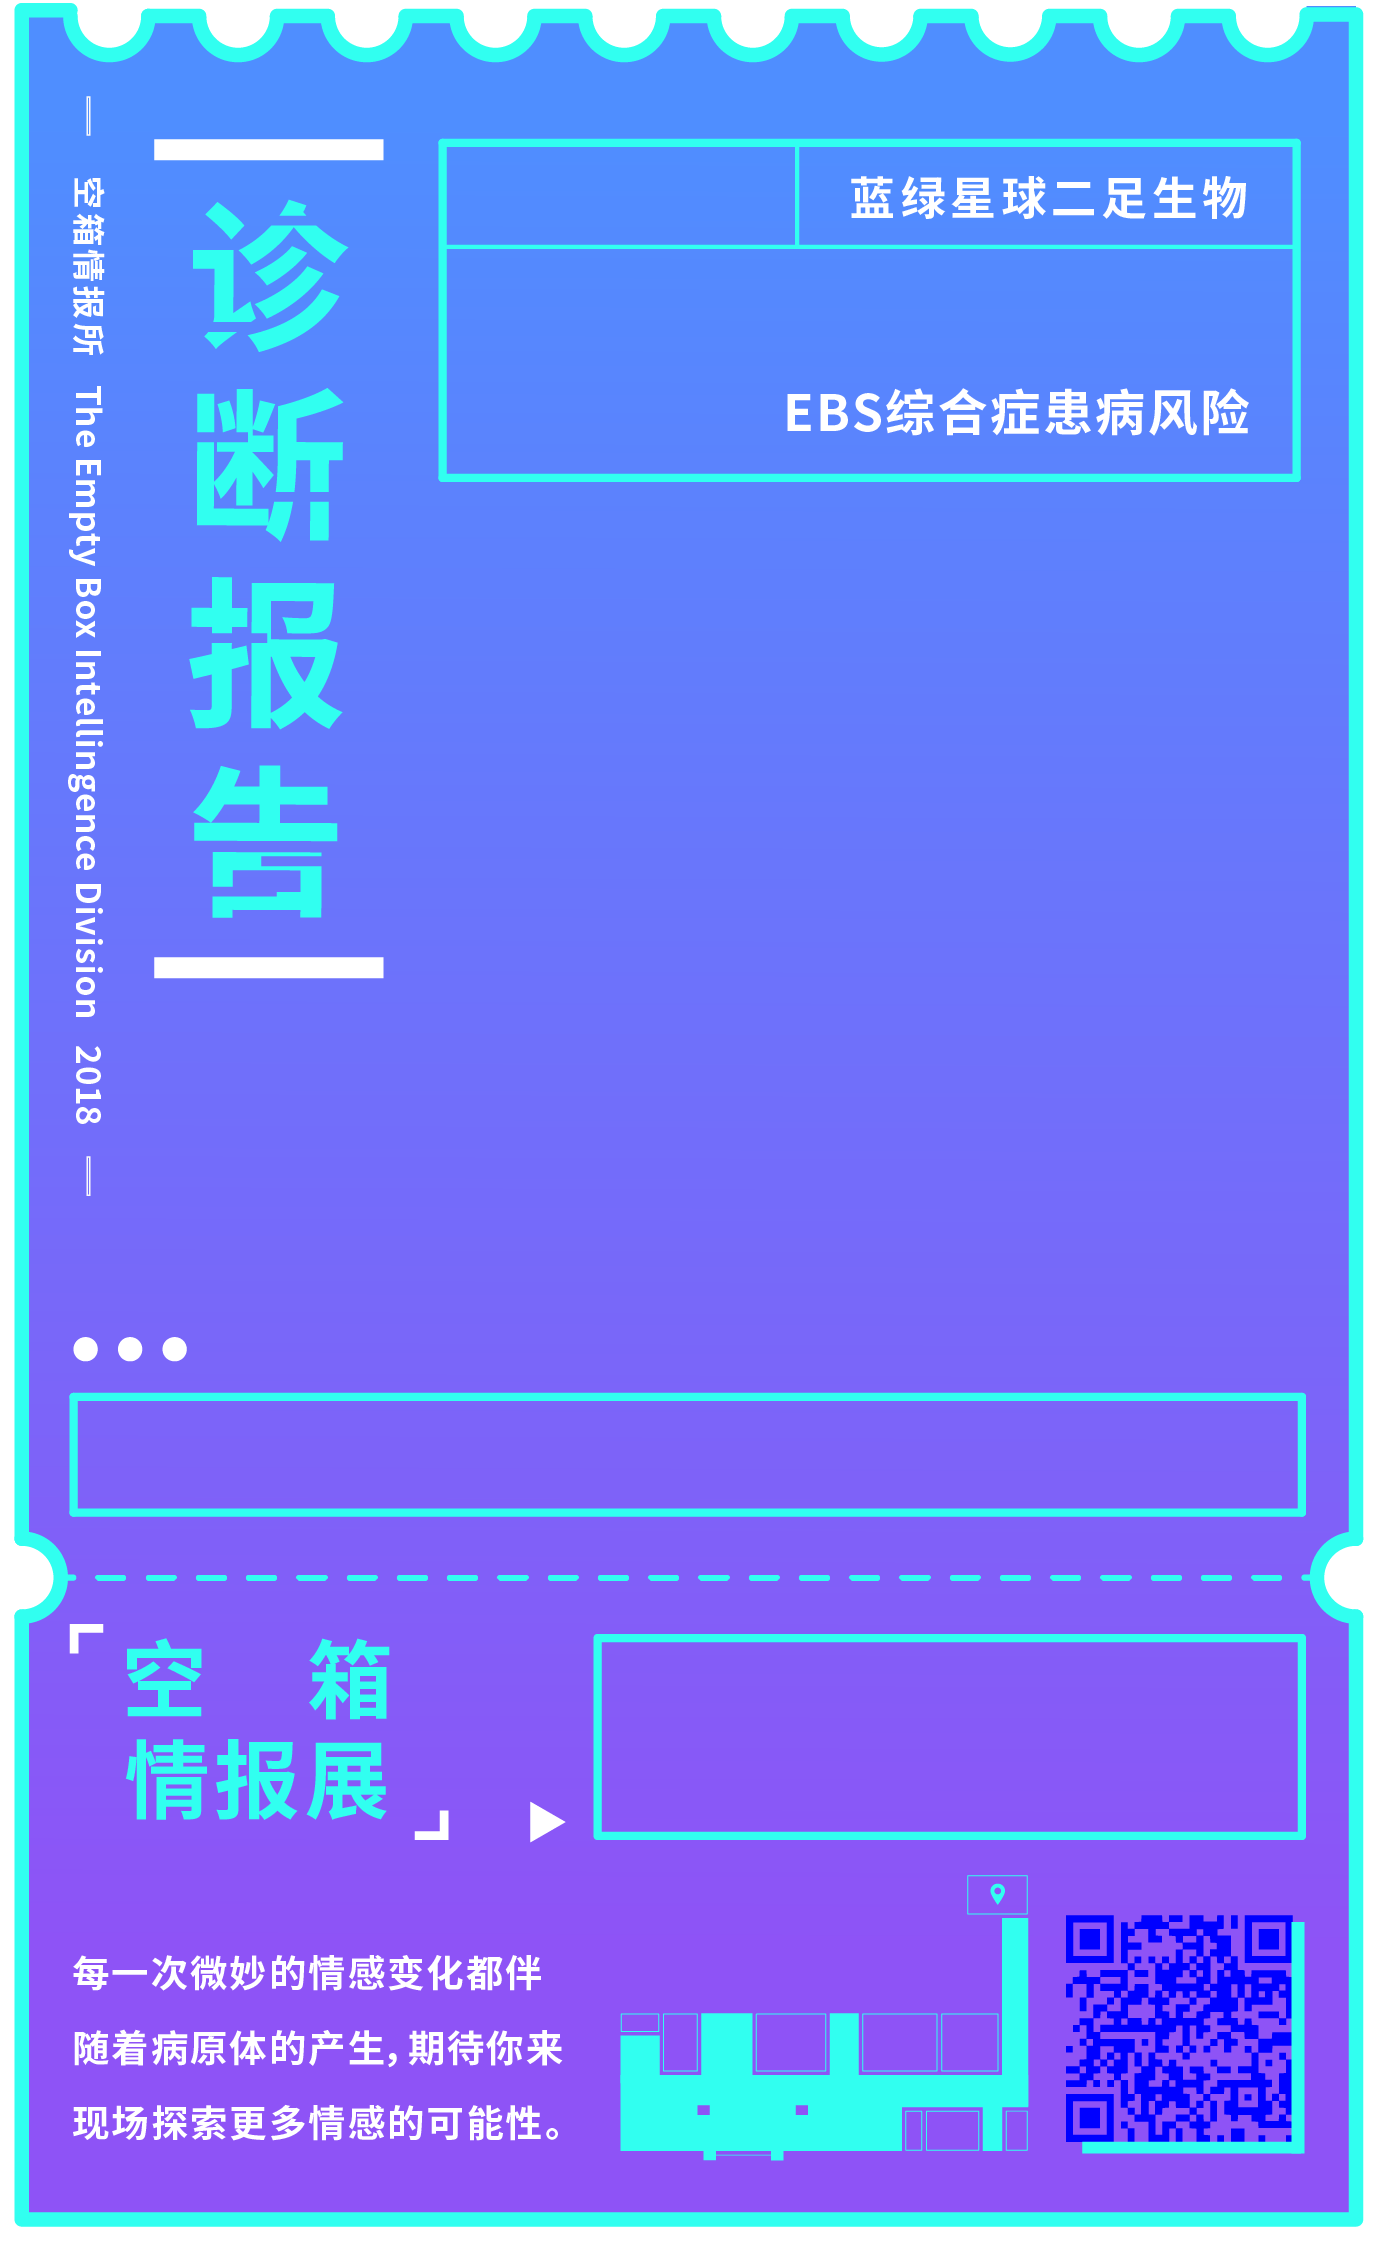 空箱情报所 The Empty Box Intellingence Division 2018
诊断报告
蓝绿星球二足生物
EBS综合症患病风险
空 箱
情报展
每一次微妙的情感变化都伴
随着病原体的产生，期待你来
现场探索更多情感的可能性。